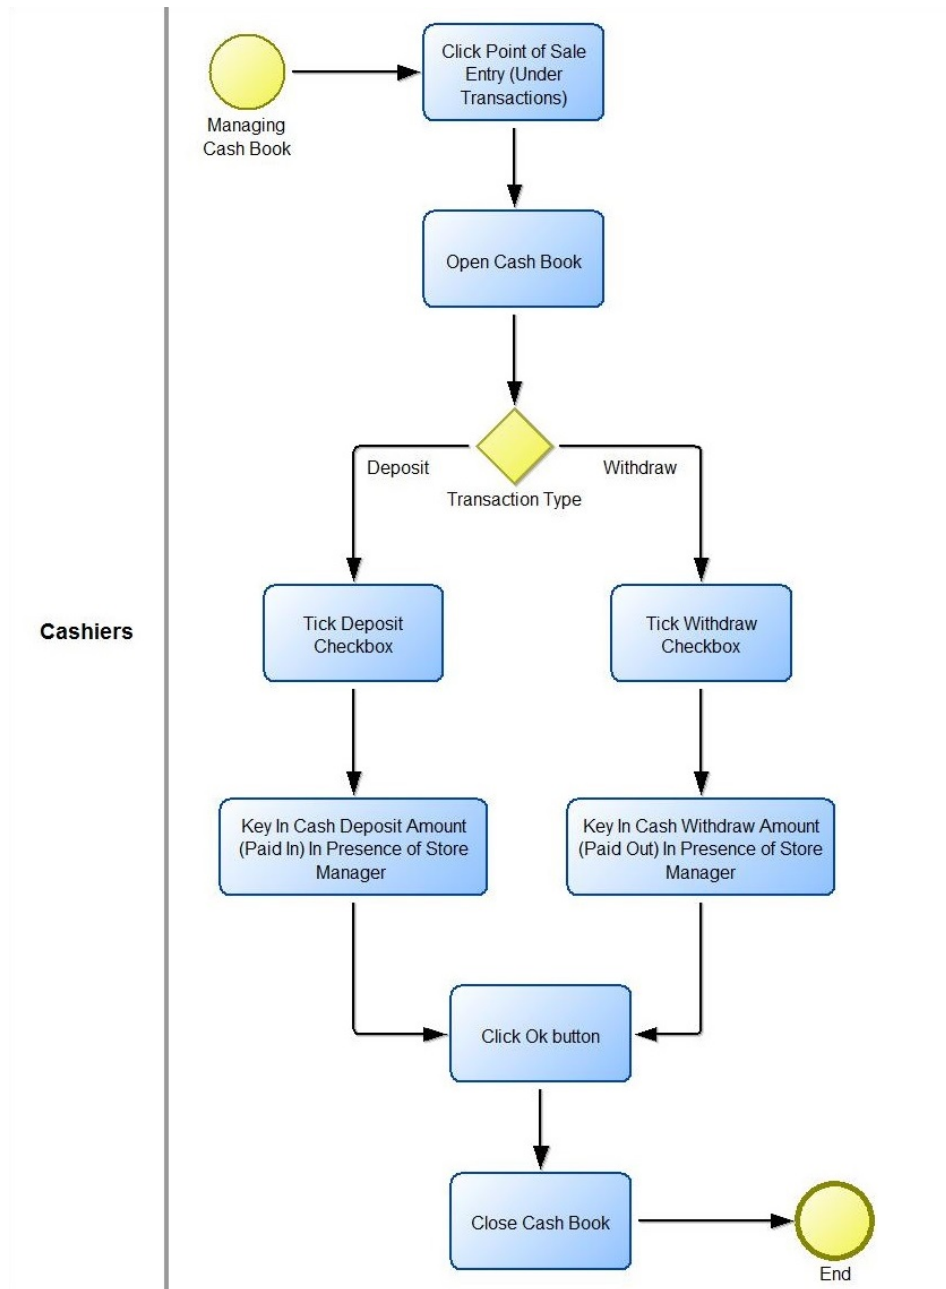 Click Point of Sale
Entry (Under
Transactions)
Managing
Cash Book
Open Cash Book
Deposit
Withdraw
Transaction Type
Cashiers
Tick Deposit
Checkbox
Tick Withdraw
Checkbox
Key In Cash Deposit Amount
(Paid In) In Presence of Store
Manager
Key In Cash Withdraw Amount
(Paid Out) In Presence of Store
Manager
Click Ok button
Close Cash Book
End